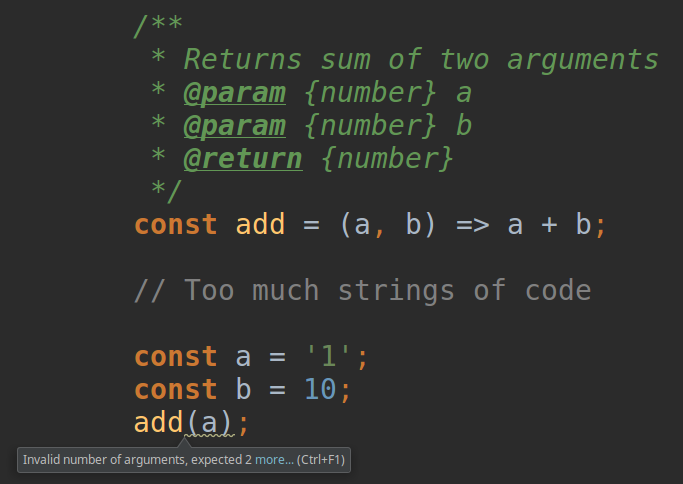 /**
 * Returns sum of two arguments
 * @param {number} a
 * @param {number} b
 * @return {number}
 */
const add = (a, b) => a + b;
// Too much strings of code
const a = '1';
const b = 10;
add(a);
Invalid number of arguments, expected 2 more... (Ctrl+F1)